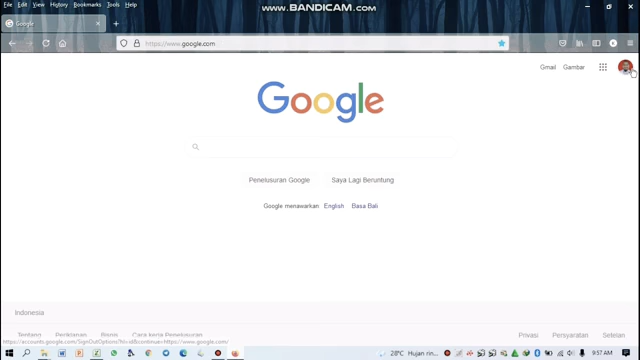 File Edit View History Bookmarks Tools Help
WWW.BANDICAM.COM
Google
https://www.google.com
Gmail Gambar
Google
Penelusuran Google Saya Lagi Beruntung
Google menawarkan English Basa Bali
Indonesia
Tentang Periklanan Bisnis Cara kerja Penelusuran
Privasi Persyaratan Setelan
https://accounts.google.com/SignOutOptions?hl=id&continue=https://www.google.com/
28°C Hujan rin...
9:57 AM